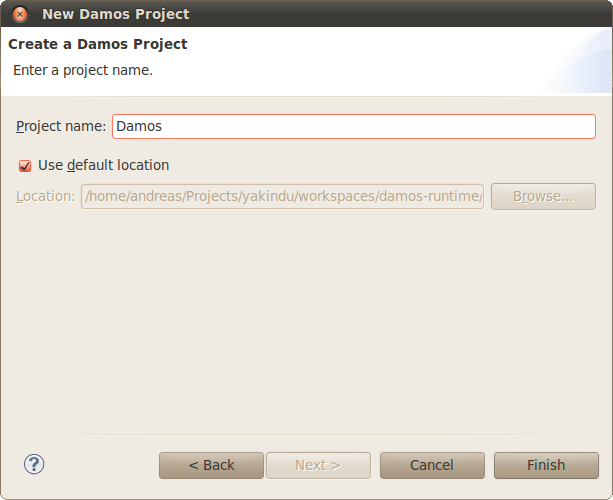 New Damos Project
Create a Damos Project
Enter a project name.
Project name: Damos
Use default location
Location: /home/andreas/Projects/yakindu/workspaces/damos-runtime/ Browse...
? < Back Next > Cancel Finish